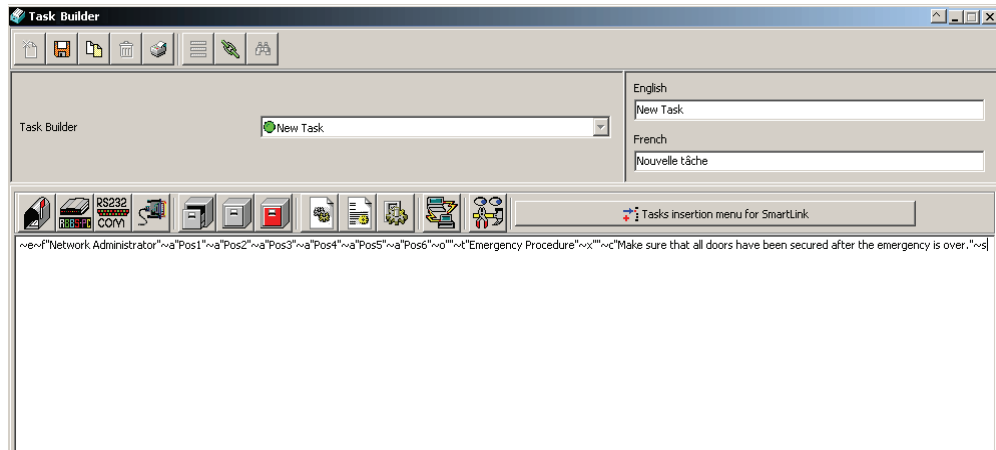 Task Builder
English
New Task
Task Builder
New Task
French
Nouvelle tâche
RS232
COM
Tasks insertion menu for SmartLink
~e~f"Network Administrator"~a"Pos1"~a"Pos2"~a"Pos3"~a"Pos4"~a"Pos5"~a"Pos6"~o""~t"Emergency Procedure"~x""~c"Make sure that all doors have been secured after the emergency is over."~s